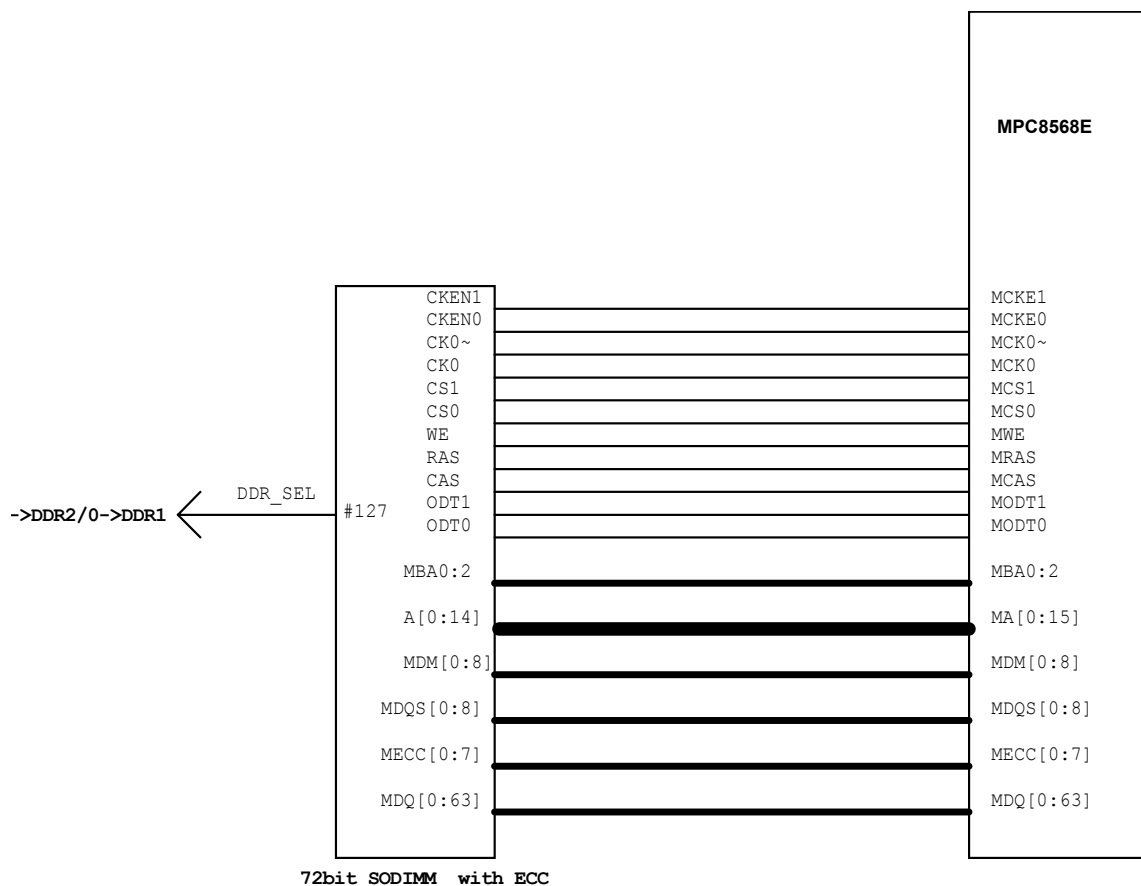 MPC8568E
CKEN1 MCKE1
CKEN0 MCKE0
CK0~ MCK0~
CK0 MCK0
CS1 MCS1
CS0 MCS0
WE MWE
RAS MRAS
CAS MCAS
DDR_SEL
ODT1 MODT1
->DDR2/0->DDR1 #127
ODT0 MODT0
MBA0:2 MBA0:2
A[0:14] MA[0:15]
MDM[0:8] MDM[0:8]
MDQS[0:8] MDQS[0:8]
MECC[0:7] MECC[0:7]
MDQ[0:63] MDQ[0:63]
72bit SODIMM with ECC